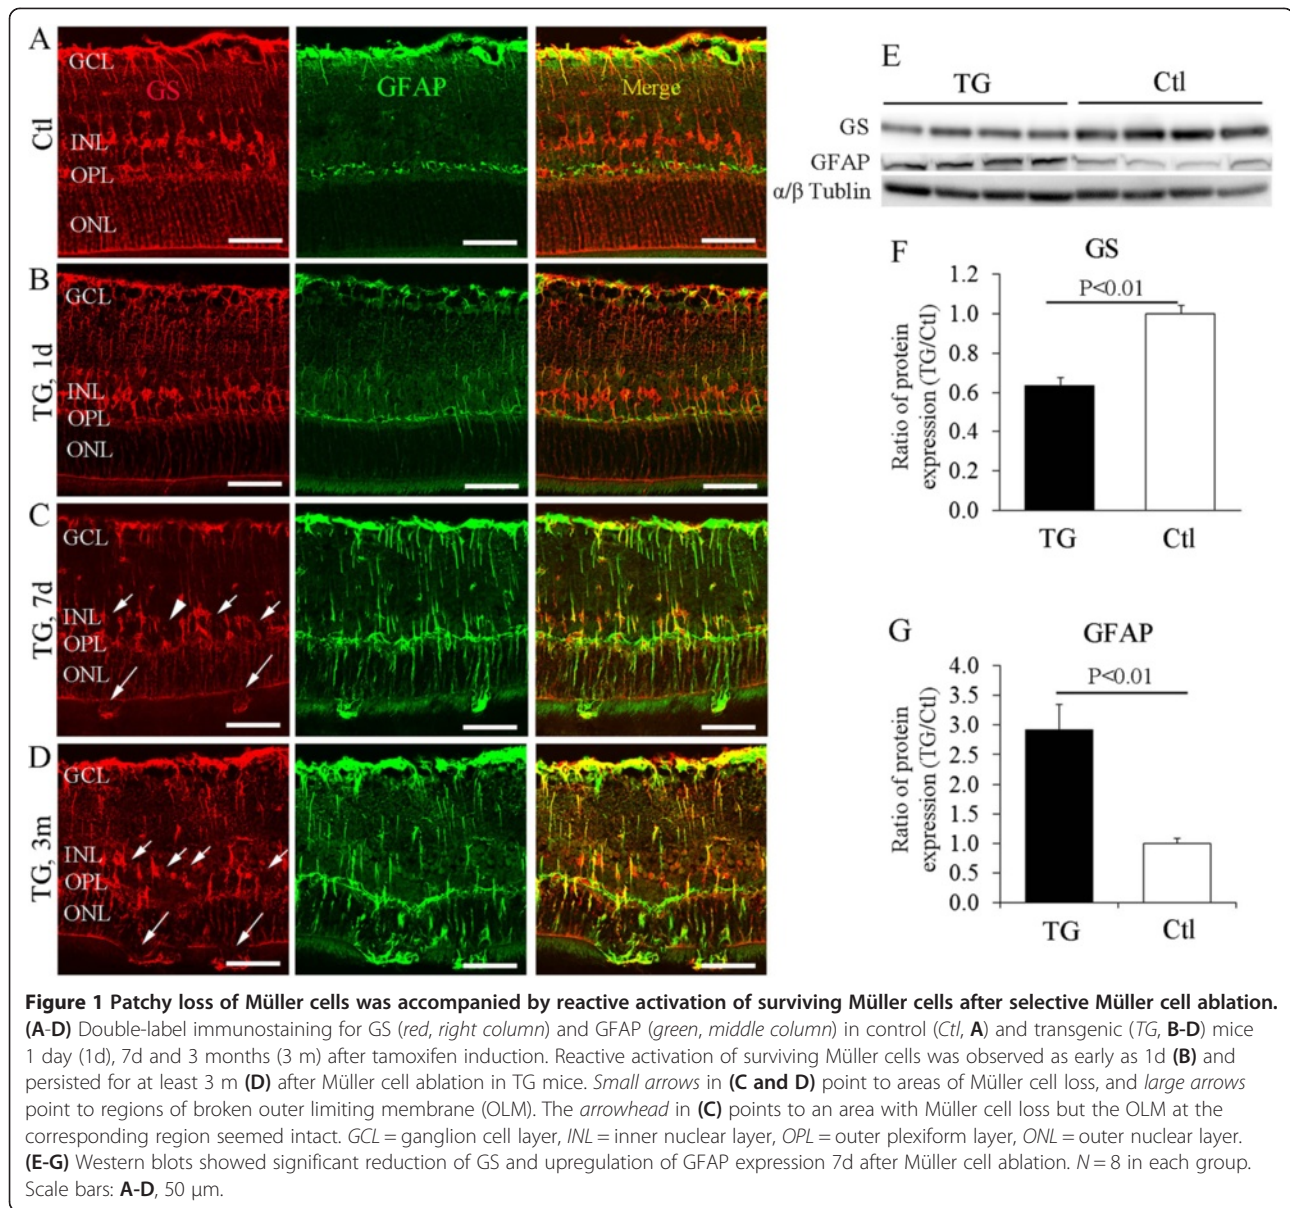 A
GCL
GS
INL
OPL
ONL
Ctl
GFAP
Merge
B
GCL
INL
OPL
ONL
TG, 1d
C
GCL
INL
OPL
ONL
TG, 7d
D
GCL
INL
OPL
ONL
TG, 3m
E
TG Ctl
GS
GFAP
α/β Tublin
F
GS
P<0.01
Ratio of protein
expression (TG/Ctl)
1.2
1.0
0.8
0.6
0.4
0.2
0.0
TG Ctl
G
GFAP
P<0.01
Ratio of protein
expression (TG/Ctl)
4.0
3.5
3.0
2.5
2.0
1.5
1.0
0.5
0.0
TG Ctl
Figure 1 Patchy loss of Müller cells was accompanied by reactive activation of surviving Müller cells after selective Müller cell ablation.
(A-D) Double-label immunostaining for GS (red, right column) and GFAP (green, middle column) in control (Ctl, A) and transgenic (TG, B-D) mice
1 day (1d), 7d and 3 months (3 m) after tamoxifen induction. Reactive activation of surviving Müller cells was observed as early as 1d (B) and
persisted for at least 3 m (D) after Müller cell ablation in TG mice. Small arrows in (C and D) point to areas of Müller cell loss, and large arrows
point to regions of broken outer limiting membrane (OLM). The arrowhead in (C) points to an area with Müller cell loss but the OLM at the
corresponding region seemed intact. GCL = ganglion cell layer, INL = inner nuclear layer, OPL = outer plexiform layer, ONL = outer nuclear layer.
(E-G) Western blots showed significant reduction of GS and upregulation of GFAP expression 7d after Müller cell ablation. N = 8 in each group.
Scale bars: A-D, 50 μm.